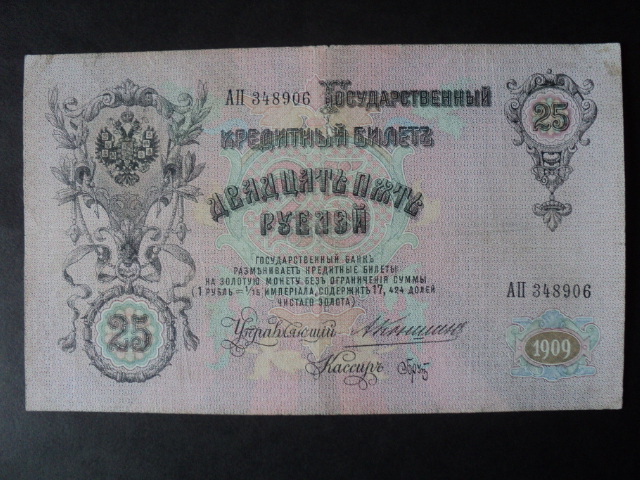 АП 348906 ГОСУДАРСТВЕННЫЙ 25
КРЕДИТНЫЙ БИЛЕТЪ
ДВАДЦАТЬ ПЯТЬ
РУБЛЕЙ
ГОСУДАРСТВЕННЫЙ БАНКЪ
РАЗМѢНИВАЕТЪ КРЕДИТНЫЕ БИЛЕТЫ
НА ЗОЛОТУЮ МОНЕТУ БЕЗЪ ОГРАНИЧЕНІЯ СУММЫ
(1 РУБЛЬ = 1/15 ИМПЕРІАЛА, СОДЕРЖИТЪ 17,424 ДОЛЕЙ
ЧИСТАГО ЗОЛОТА)
АП 348906
25
Управляющій
Кассиръ
1909